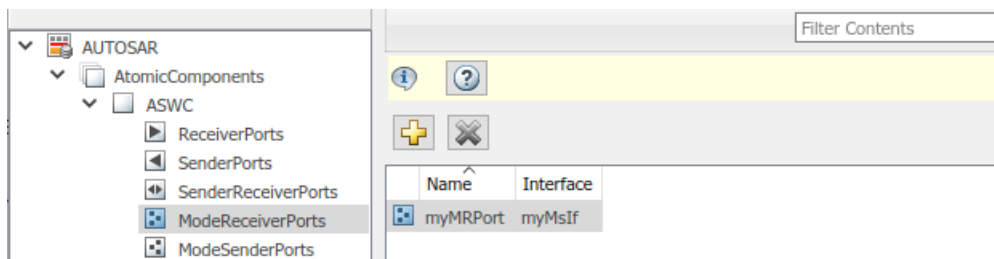 Filter Contents
AUTOSAR
AtomicComponents
ASWC
ReceiverPorts
SenderPorts
SenderReceiverPorts
ModeReceiverPorts
ModeSenderPorts
Name Interface
myMRPort myMsIf